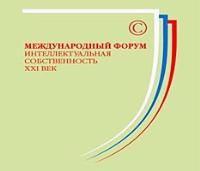 ©
МЕЖДУНАРОДНЫЙ ФОРУМ
ИНТЕЛЛЕКТУАЛЬНАЯ
СОБСТВЕННОСТЬ
XXI ВЕК